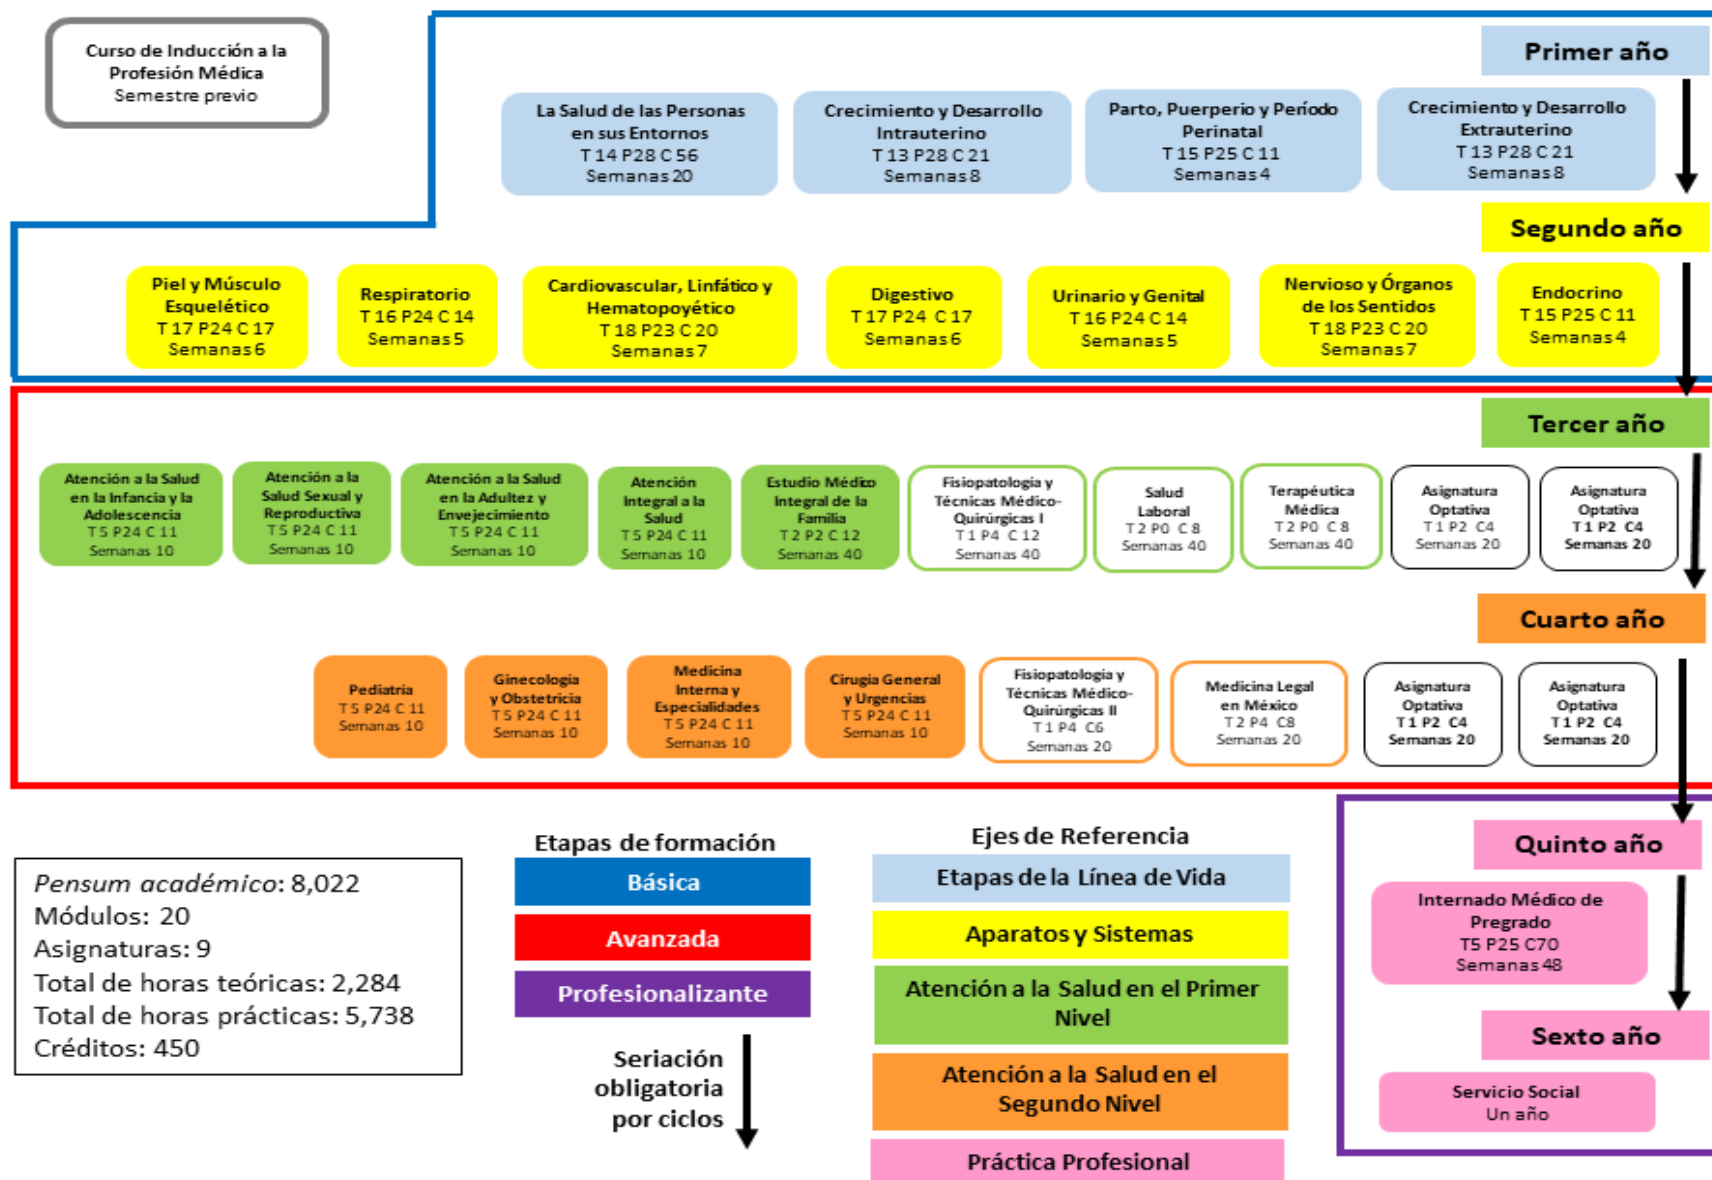 Curso de Inducción a la
Profesión Médica
Semestre previo
Primer año
La Salud de las Personas
en sus Entornos
T 14 P28 C 56
Semanas 20
Crecimiento y Desarrollo
Intrauterino
T 13 P28 C 21
Semanas 8
Parto, Puerperio y Período
Perinatal
T 15 P25 C 11
Semanas 4
Crecimiento y Desarrollo
Extrauterino
T 13 P28 C 21
Semanas 8
Segundo año
Piel y Músculo
Esquelético
T 17 P24 C 17
Semanas 6
Respiratorio
T 16 P24 C 14
Semanas 5
Cardiovascular, Linfático y
Hematopoyético
T 18 P23 C 20
Semanas 7
Digestivo
T 17 P24 C 17
Semanas 6
Urinario y Genital
T 16 P24 C 14
Semanas 5
Nervioso y Órganos
de los Sentidos
T 18 P23 C 20
Semanas 7
Endocrino
T 15 P25 C 11
Semanas 4
Tercer año
Atención a la Salud
en la Infancia y la
Adolescencia
T 5 P24 C 11
Semanas 10
Atención a la
Salud Sexual y
Reproductiva
T 5 P24 C 11
Semanas 10
Atención a la Salud
en la Adultez y
Envejecimiento
T 5 P24 C 11
Semanas 10
Atención
Integral a la
Salud
T 5 P24 C 11
Semanas 10
Estudio Médico
Integral de la
Familia
T 2 P2 C 12
Semanas 40
Fisiopatología y
Técnicas Médico-
Quirúrgicas I
T 1 P4 C 12
Semanas 40
Salud
Laboral
T 2 P0 C 8
Semanas 40
Terapéutica
Médica
T 2 P0 C 8
Semanas 40
Asignatura
Optativa
T 1 P2 C4
Semanas 20
Asignatura
Optativa
T 1 P2 C4
Semanas 20
Cuarto año
Pediatría
T 5 P24 C 11
Semanas 10
Ginecología
y Obstetricia
T 5 P24 C 11
Semanas 10
Medicina
Interna y
Especialidades
T 5 P24 C 11
Semanas 10
Cirugía General
y Urgencias
T 5 P24 C 11
Semanas 10
Fisiopatología y
Técnicas Médico-
Quirúrgicas II
T 1 P4 C6
Semanas 20
Medicina Legal
en México
T 2 P4 C8
Semanas 20
Asignatura
Optativa
T 1 P2 C4
Semanas 20
Asignatura
Optativa
T 1 P2 C4
Semanas 20
Pensum académico: 8,022
Módulos: 20
Asignaturas: 9
Total de horas teóricas: 2,284
Total de horas prácticas: 5,738
Créditos: 450
Etapas de formación
Básica
Avanzada
Profesionalizante
Seriación
obligatoria
por ciclos
Ejes de Referencia
Etapas de la Línea de Vida
Aparatos y Sistemas
Atención a la Salud en el Primer
Nivel
Atención a la Salud en el
Segundo Nivel
Práctica Profesional
Quinto año
Internado Médico de
Pregrado
T5 P25 C70
Semanas 48
Sexto año
Servicio Social
Un año